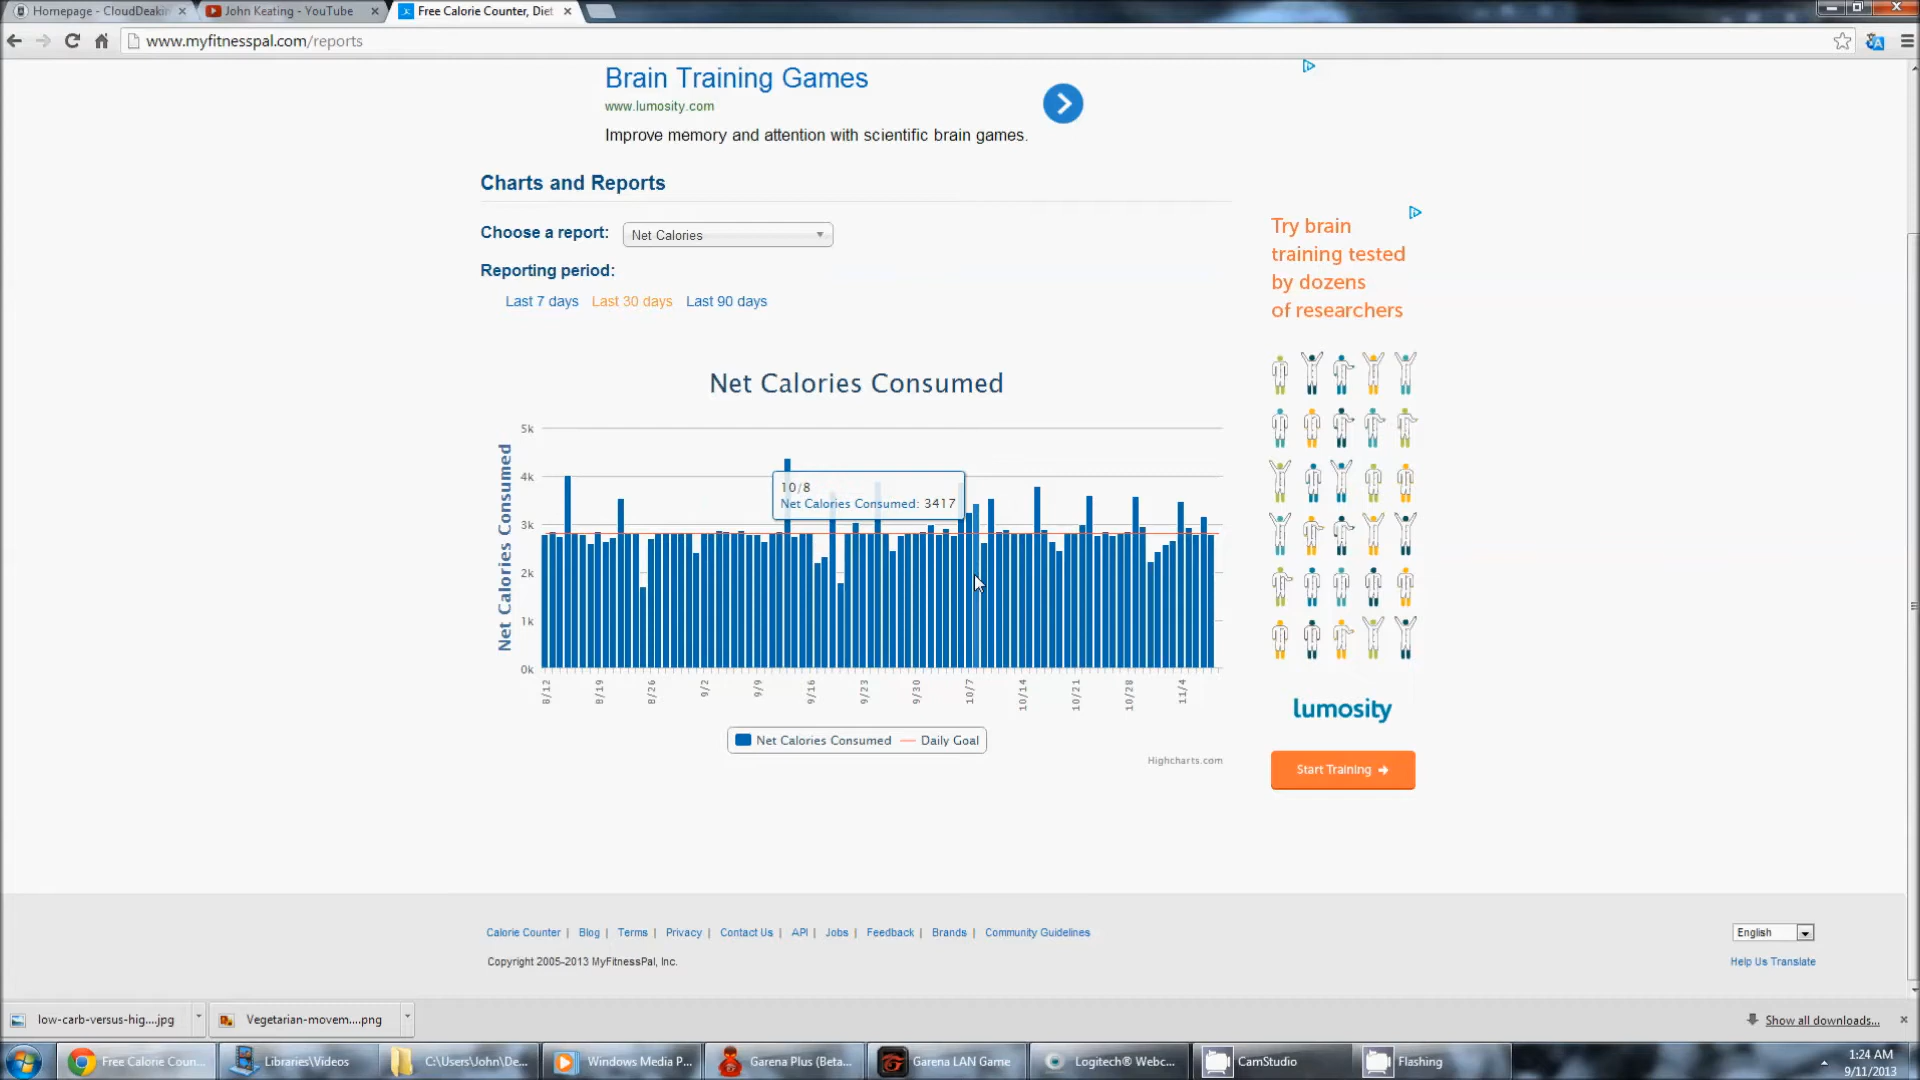 Homepage - CloudDeakin
John Keating - YouTube
Free Calorie Counter, Diet
www.myfitnesspal.com/reports
Brain Training Games
www.lumosity.com
Improve memory and attention with scientific brain games.
Charts and Reports
Choose a report: Net Calories
Reporting period:
Last 7 days Last 30 days Last 90 days
Try brain
training tested
by dozens
of researchers
lumosity
Start Training
Net Calories Consumed
Net Calories Consumed
5k
4k
3k
2k
1k
0k
10/8
Net Calories Consumed: 3417
8/12 8/19 8/26 9/2 9/9 9/16 9/23 9/30 10/7 10/14 10/21 10/28 11/4
Net Calories Consumed Daily Goal
Highcharts.com
Calorie Counter | Blog | Terms | Privacy | Contact Us | API | Jobs | Feedback | Brands | Community Guidelines
English
Copyright 2005-2013 MyFitnessPal, Inc.
Help Us Translate
low-carb-versus-hig....jpg
Vegetarian-movem....png
Show all downloads...
Free Calorie Coun...
Libraries\Videos
C:\Users\John\De...
Windows Media P...
Garena Plus (Beta...
Garena LAN Game
Logitech® Webc...
CamStudio
Flashing
1:24 AM
9/11/2013